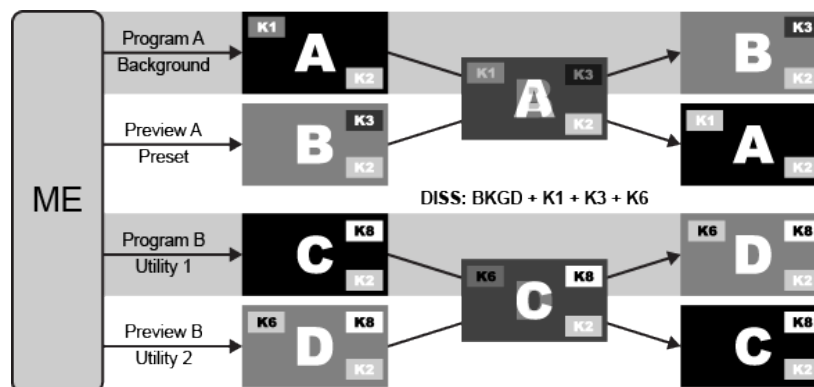 ME
Program A
Background
K1
A
K2
K1
K3
A
B
K2
K3
B
K2
Preview A
Preset
K3
B
K2
K1
A
K2
DISS: BKGD + K1 + K3 + K6
Program B
Utility 1
K8
C
K2
K6
K8
C
K2
K6
K8
D
K2
Preview B
Utility 2
K6
K8
D
K2
K8
C
K2